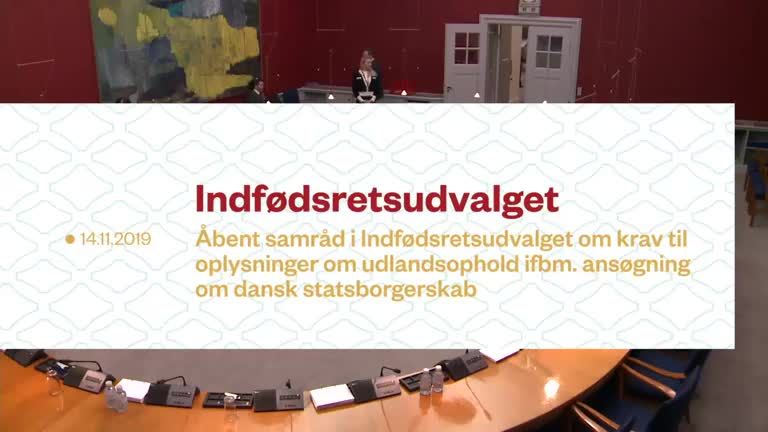 Indfødsretsudvalget
14.11.2019
Åbent samråd i Indfødsretsudvalget om krav til
oplysninger om udlandsophold ifbm. ansøgning
om dansk statsborgerskab